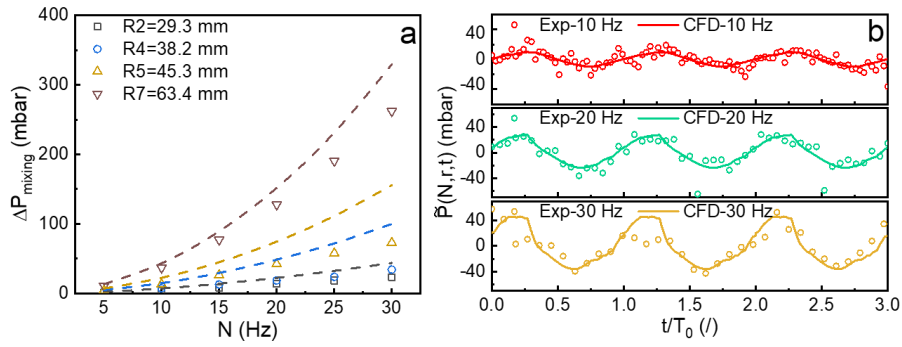 a
R2=29.3 mm
R4=38.2 mm
R5=45.3 mm
R7=63.4 mm
400
300
200
100
0
5 10 15 20 25 30
N (Hz)
ΔP_mixing (mbar)
b
Exp-10 Hz CFD-10 Hz
40
0
-40
Exp-20 Hz CFD-20 Hz
40
0
-40
Exp-30 Hz CFD-30 Hz
40
0
-40
0.0 0.5 1.0 1.5 2.0 2.5 3.0
t/T₀ (/)
P̃(N,r,t) (mbar)